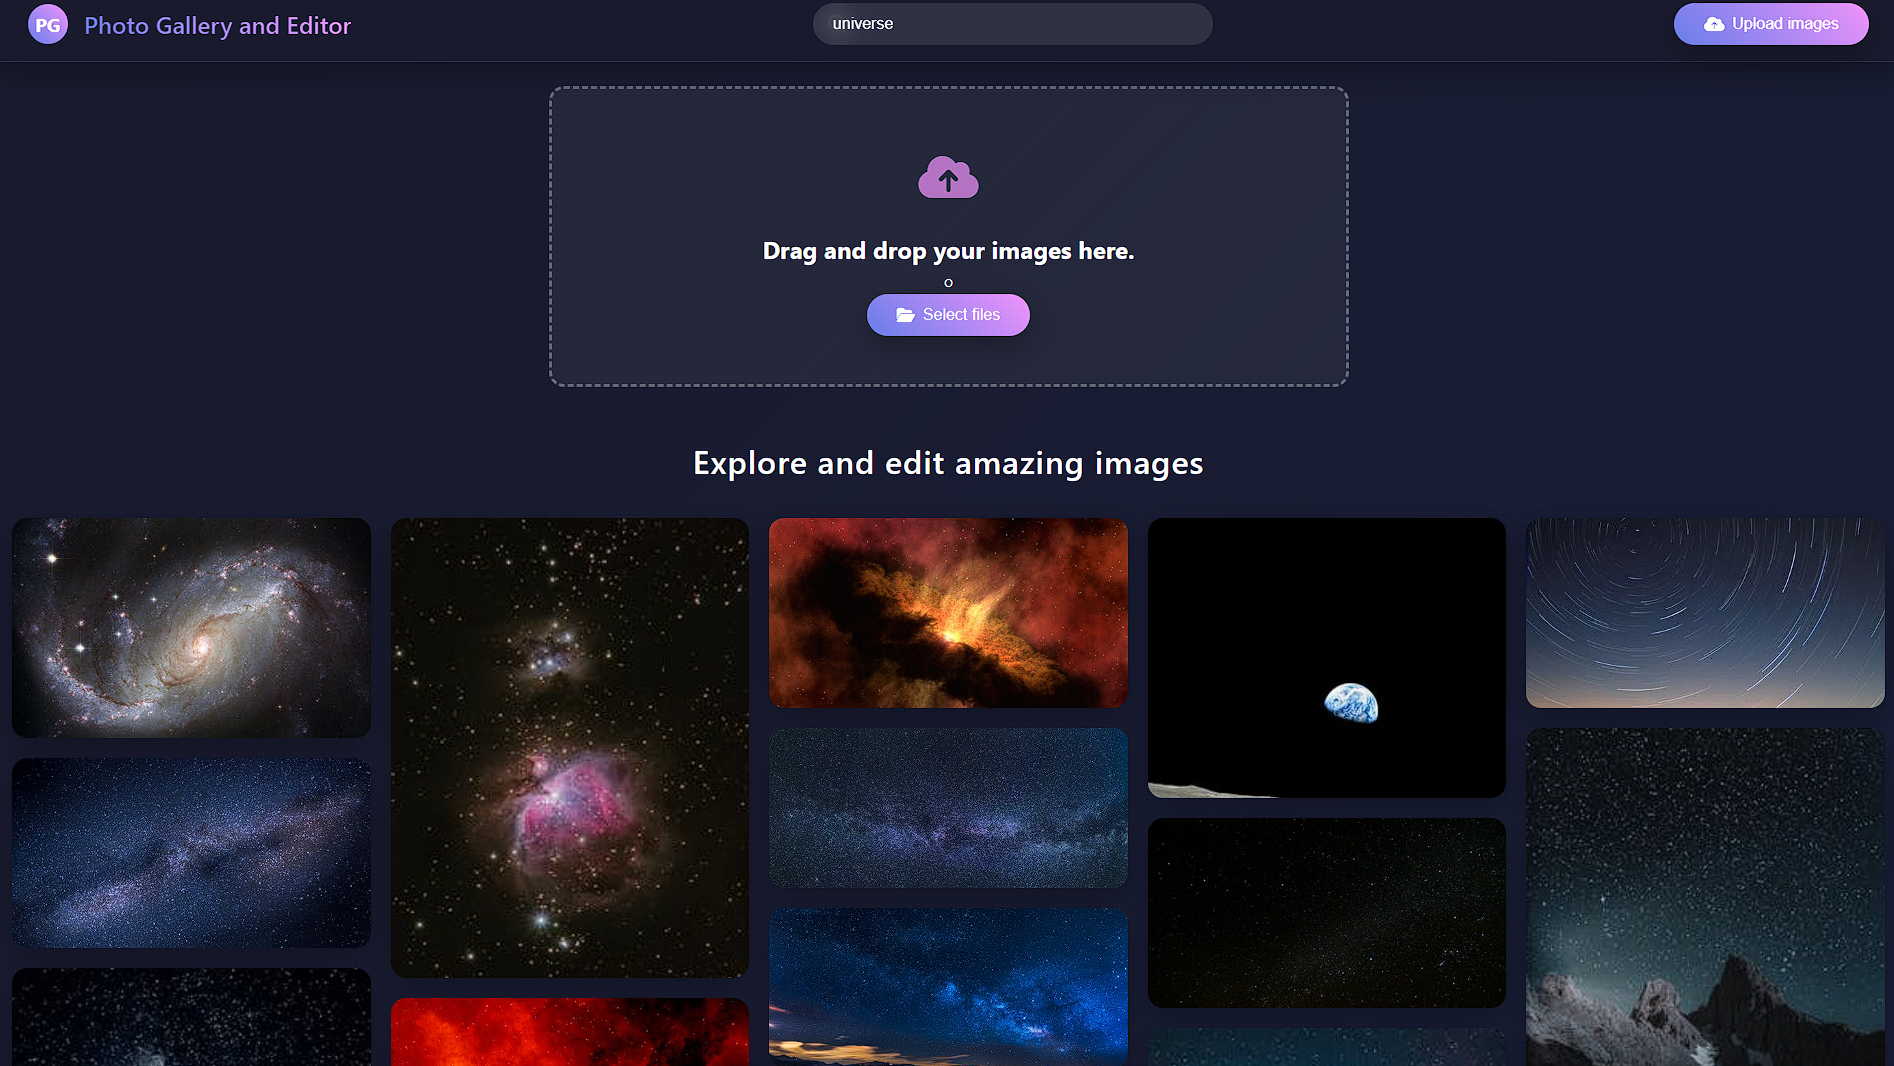 PG Photo Gallery and Editor
universe
Upload images
Drag and drop your images here.
o
Select files
Explore and edit amazing images